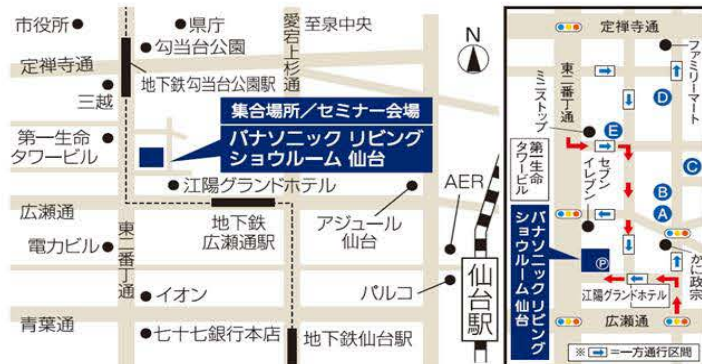 市役所
県庁
愛宕上杉通
至泉中央
勾当台公園
定禅寺通
地下鉄勾当台公園駅
三越
集合場所／セミナー会場
パナソニック リビング
ショウルーム 仙台
第一生命
タワービル
江陽グランドホテル
AER
広瀬通
地下鉄
広瀬通駅
アジュール
仙台
電力ビル
東二番丁通
イオン
パルコ
仙台駅
青葉通
七十七銀行本店
地下鉄仙台駅
N
定禅寺通
東二番丁通
ミニストップ
ファミリーマート
D
E
第一生命
タワービル
セブン
イレブン
C
B
A
パナソニック リビング
ショウルーム 仙台
P
かに政宗
江陽グランドホテル
広瀬通
※ ＝一方通行区間